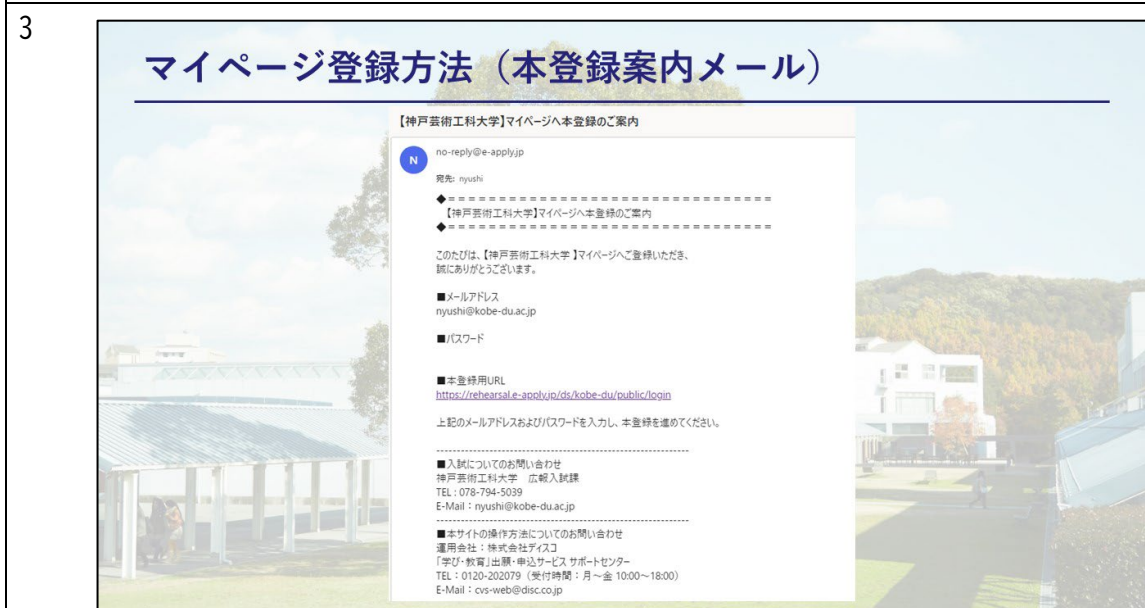 3
マイページ登録方法（本登録案内メール）
【神戸芸術工科大学】マイページへ本登録のご案内
N
no-reply@e-apply.jp
宛先: nyushi
◆================================
【神戸芸術工科大学】マイページへ本登録のご案内
◆================================
このたびは、【神戸芸術工科大学 】マイページへご登録いただき、
誠にありがとうございます。
■メールアドレス
nyushi@kobe-du.ac.jp
■パスワード
■本登録用URL
https://rehearsal.e-apply.jp/ds/kobe-du/public/login
上記のメールアドレスおよびパスワードを入力し、本登録を進めてください。
---------------------------------------------------------------
■入試についてのお問い合わせ
神戸芸術工科大学　広報入試課
TEL : 078-794-5039
E-Mail：nyushi@kobe-du.ac.jp
---------------------------------------------------------------
■本サイトの操作方法についてのお問い合わせ
運用会社：株式会社ディスコ
「学び・教育」出願・申込サービス サポートセンター
TEL：0120-202079（受付時間：月～金 10:00～18:00）
E-Mail：cvs-web@disc.co.jp